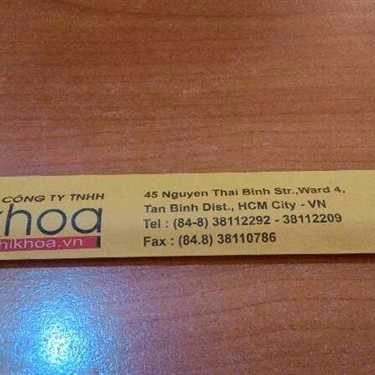 CÔNG TY TNHH
khoa
hikhoa.vn
45 Nguyen Thai Binh Str.,Ward 4,
Tan Binh Dist., HCM City - VN
Tel : (84-8) 38112292 - 38112209
Fax : (84.8) 38110786